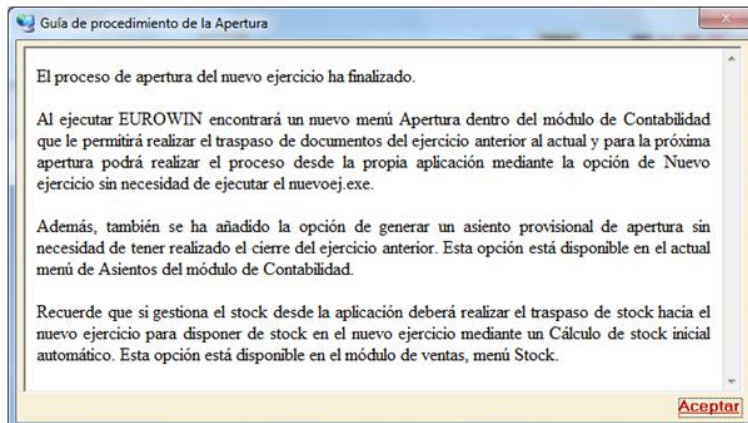 Guía de procedimiento de la Apertura
El proceso de apertura del nuevo ejercicio ha finalizado.
Al ejecutar EUROWIN encontrará un nuevo menú Apertura dentro del módulo de Contabilidad
que le permitirá realizar el traspaso de documentos del ejercicio anterior al actual y para la próxima
apertura podrá realizar el proceso desde la propia aplicación mediante la opción de Nuevo
ejercicio sin necesidad de ejecutar el nuevoej.exe.
Además, también se ha añadido la opción de generar un asiento provisional de apertura sin
necesidad de tener realizado el cierre del ejercicio anterior. Esta opción está disponible en el actual
menú de Asientos del módulo de Contabilidad.
Recuerde que si gestiona el stock desde la aplicación deberá realizar el traspaso de stock hacia el
nuevo ejercicio para disponer de stock en el nuevo ejercicio mediante un Cálculo de stock inicial
automático. Esta opción está disponible en el módulo de ventas, menú Stock.
Aceptar